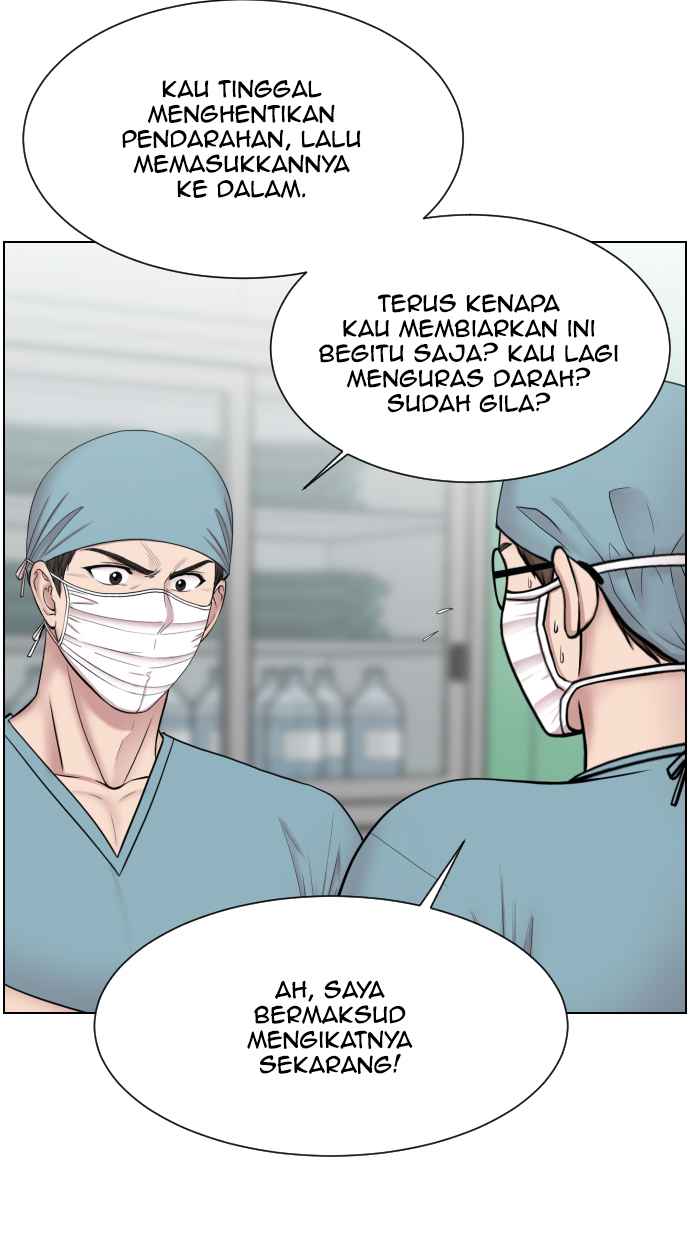 KAU TINGGAL
MENGHENTIKAN
PENDARAHAN, LALU
MEMASUKKANNYA
KE DALAM.
TERUS KENAPA
KAU MEMBIARKAN INI
BEGITU SAJA? KAU LAGI
MENGURAS DARAH?
SUDAH GILA?
AH, SAYA
BERMAKSUD
MENGIKATNYA
SEKARANG!